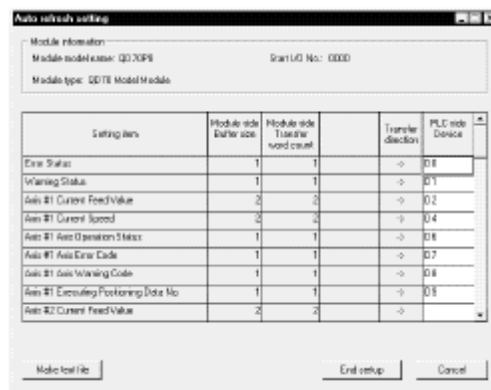 Auto refresh setting
Module information
Module model name: QD70P8
Start I/O No.: 0000
Module type: QD70 Model Module
Setting item
Module side Buffer size
Module side Transfer word count
Transfer direction
PLC side Device
Error Status 1 1 -> D0
Warning Status 1 1 -> D1
Axis #1 Current Feed Value 2 2 -> D2
Axis #1 Current Speed 2 2 -> D4
Axis #1 Axis Operation Status 1 1 -> D6
Axis #1 Axis Error Code 1 1 -> D7
Axis #1 Axis Warning Code 1 1 -> D8
Axis #1 Executing Positioning Data No 1 1 -> D9
Axis #2 Current Feed Value 2 2 ->
Make text file
End setup
Cancel